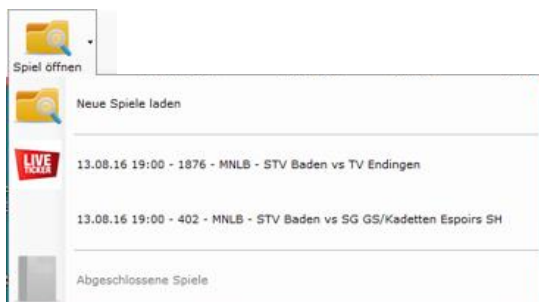 Spiel öffnen
Neue Spiele laden
LIVE
TICKER
13.08.16 19:00 - 1876 - MNLB - STV Baden vs TV Endingen
13.08.16 19:00 - 402 - MNLB - STV Baden vs SG GS/Kadetten Espoirs SH
Abgeschlossene Spiele